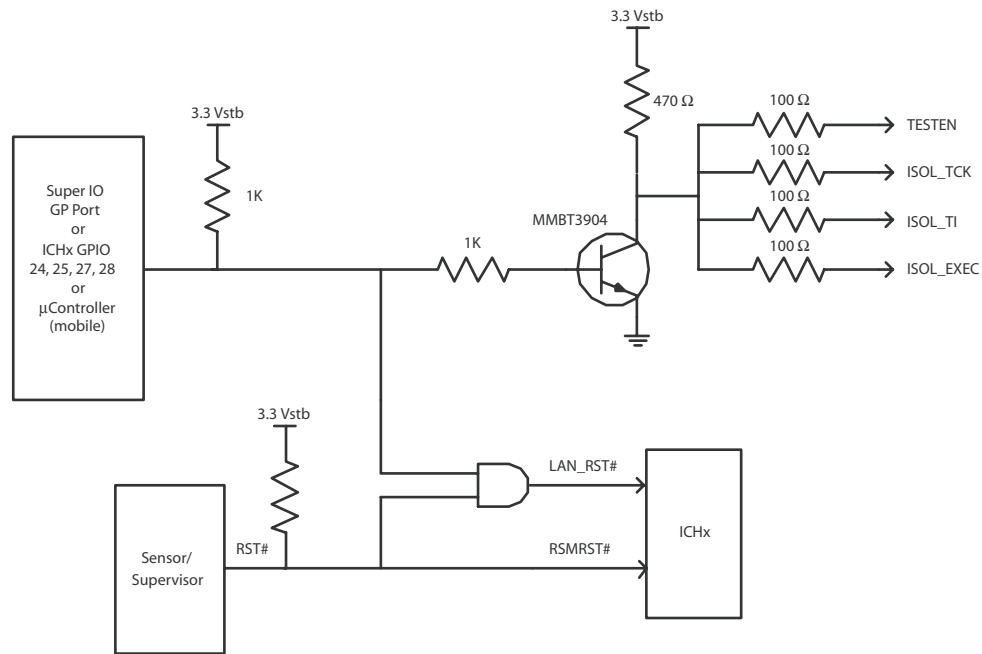 3.3 Vstb
470 Ω
100 Ω
TESTEN
3.3 Vstb
100 Ω
ISOL_TCK
Super IO
GP Port
or
ICHx GPIO
24, 25, 27, 28
or
µController
(mobile)
1K
100 Ω
ISOL_TI
MMBT3904
1K
100 Ω
ISOL_EXEC
3.3 Vstb
LAN_RST#
ICHx
Sensor/
Supervisor
RST#
RSMRST#